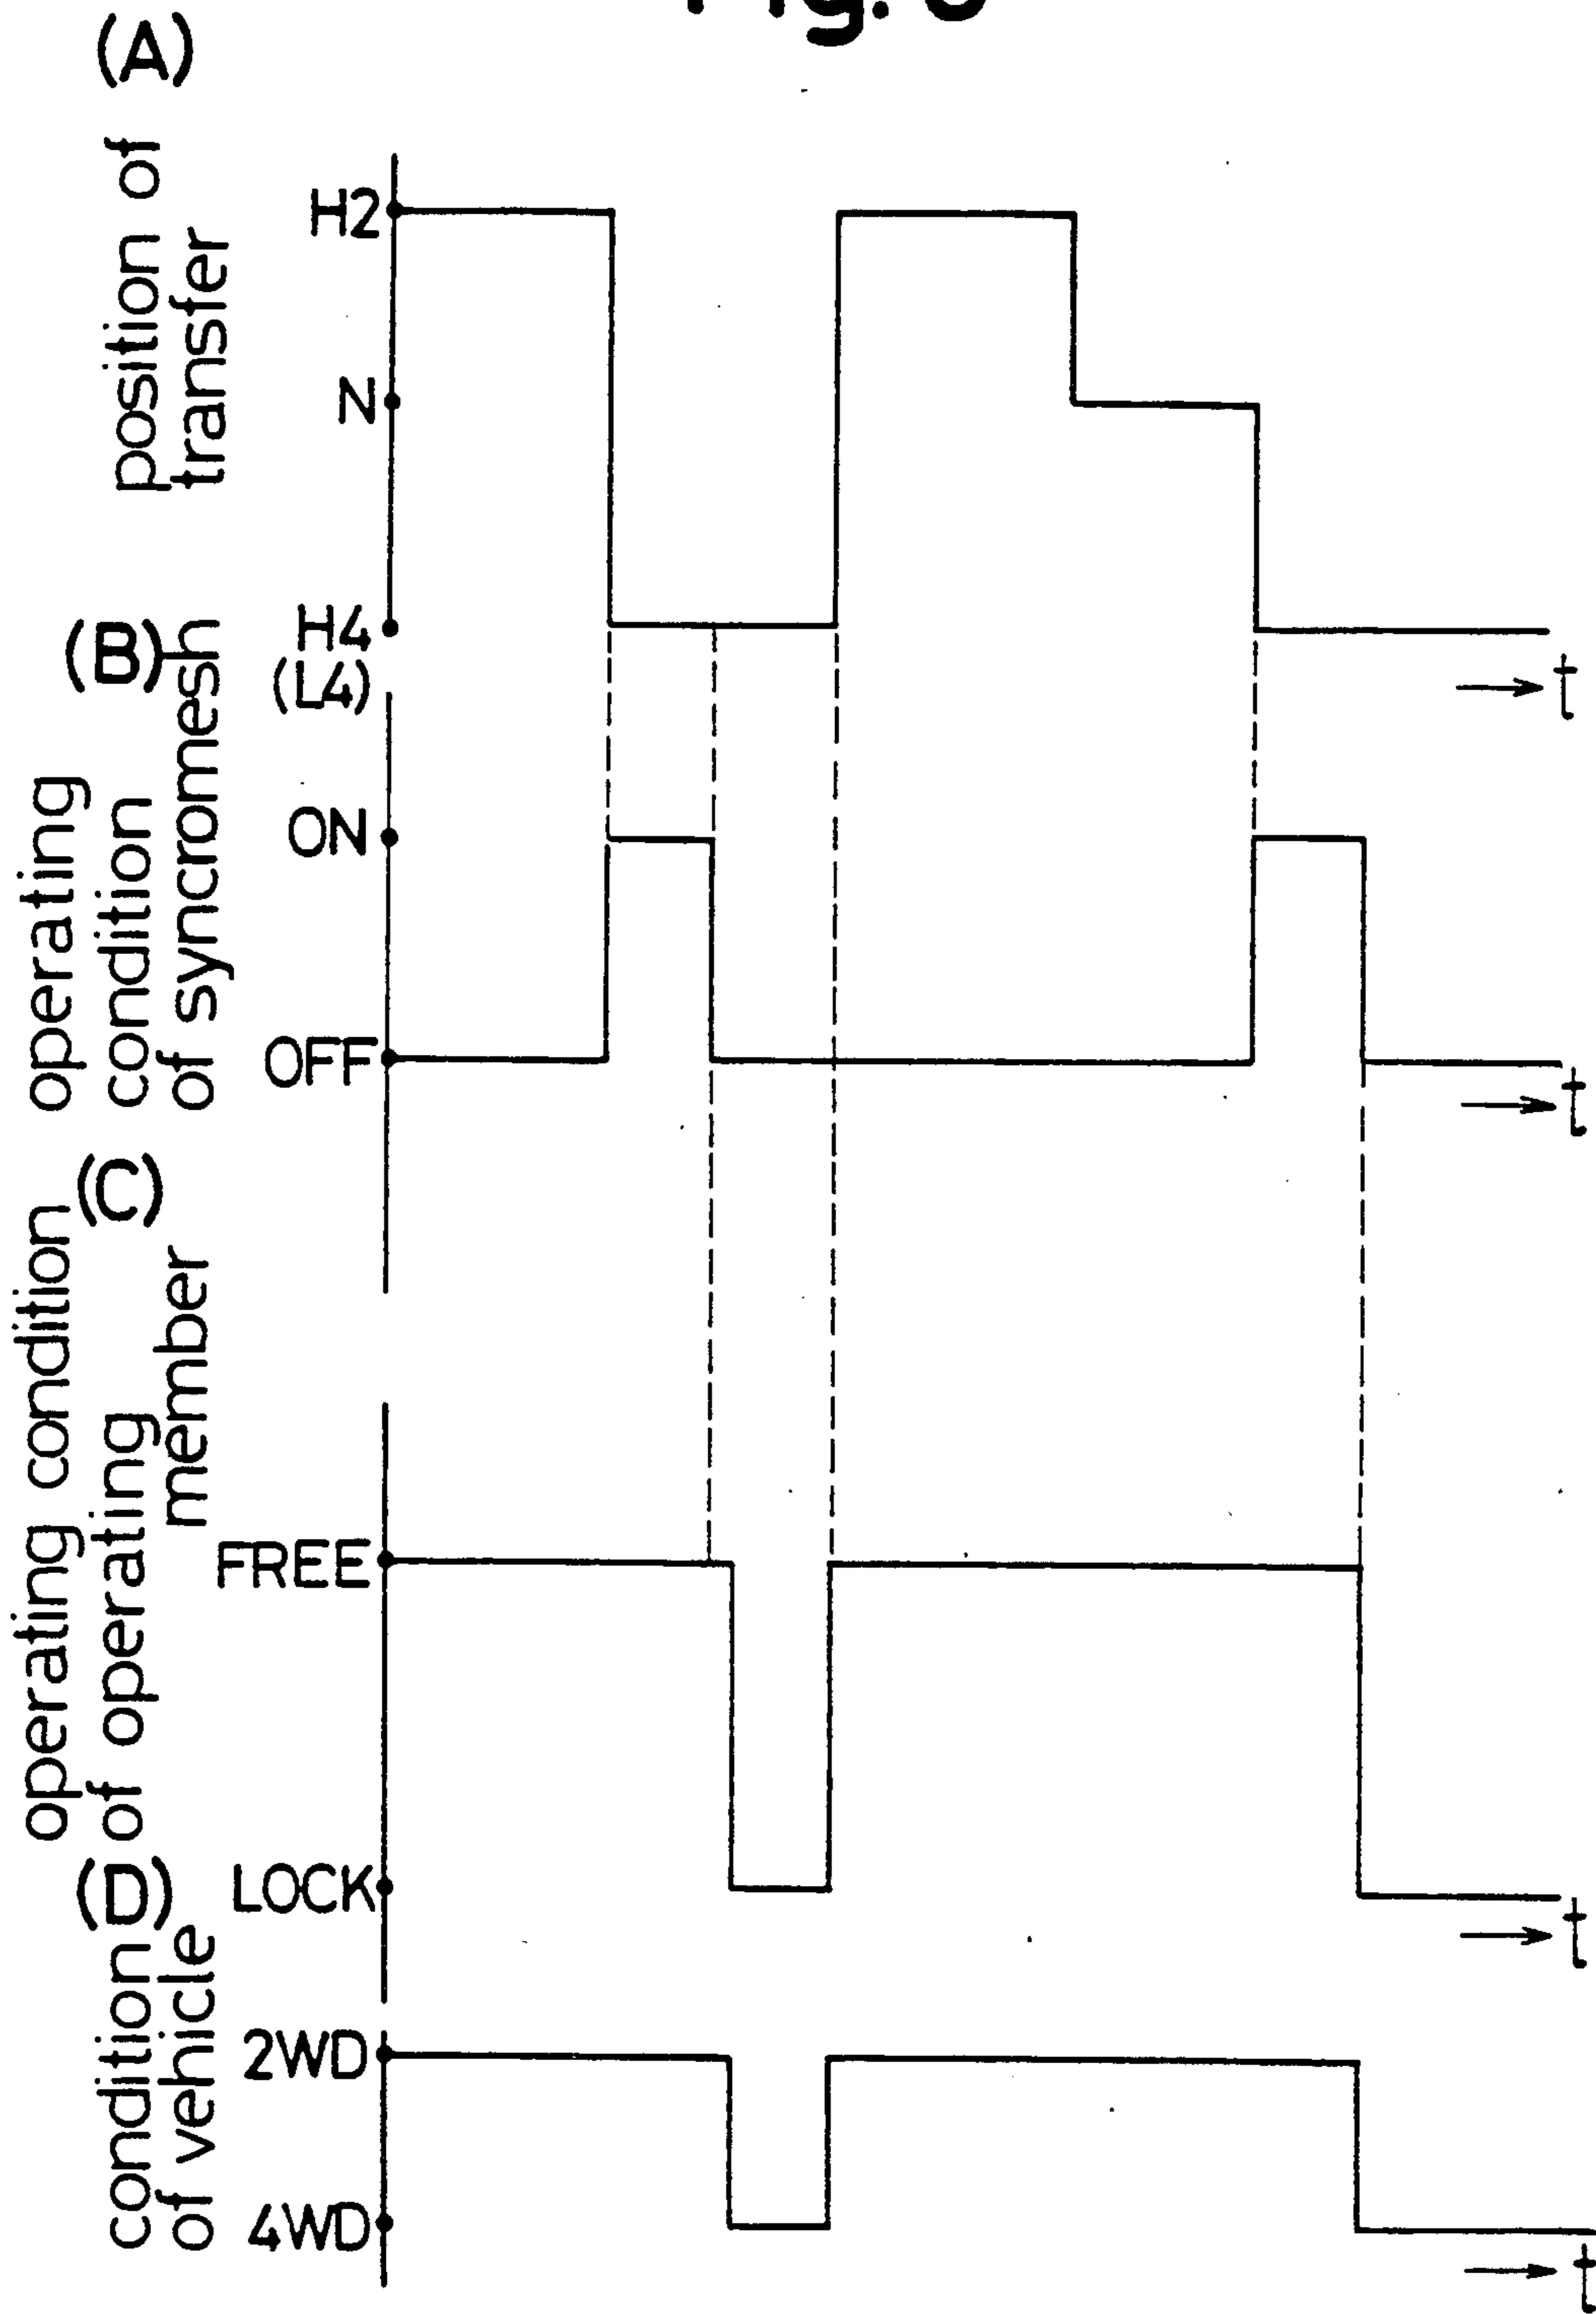 (A)
position of
transfer
H2
N
H4
(L4)
t
(B)
operating
condition
of syncromesh
ON
OFF
t
(C)
operating condition
of operating
member
FREE
LOCK
t
(D)
condition
of vehicle
2WD
4WD
t